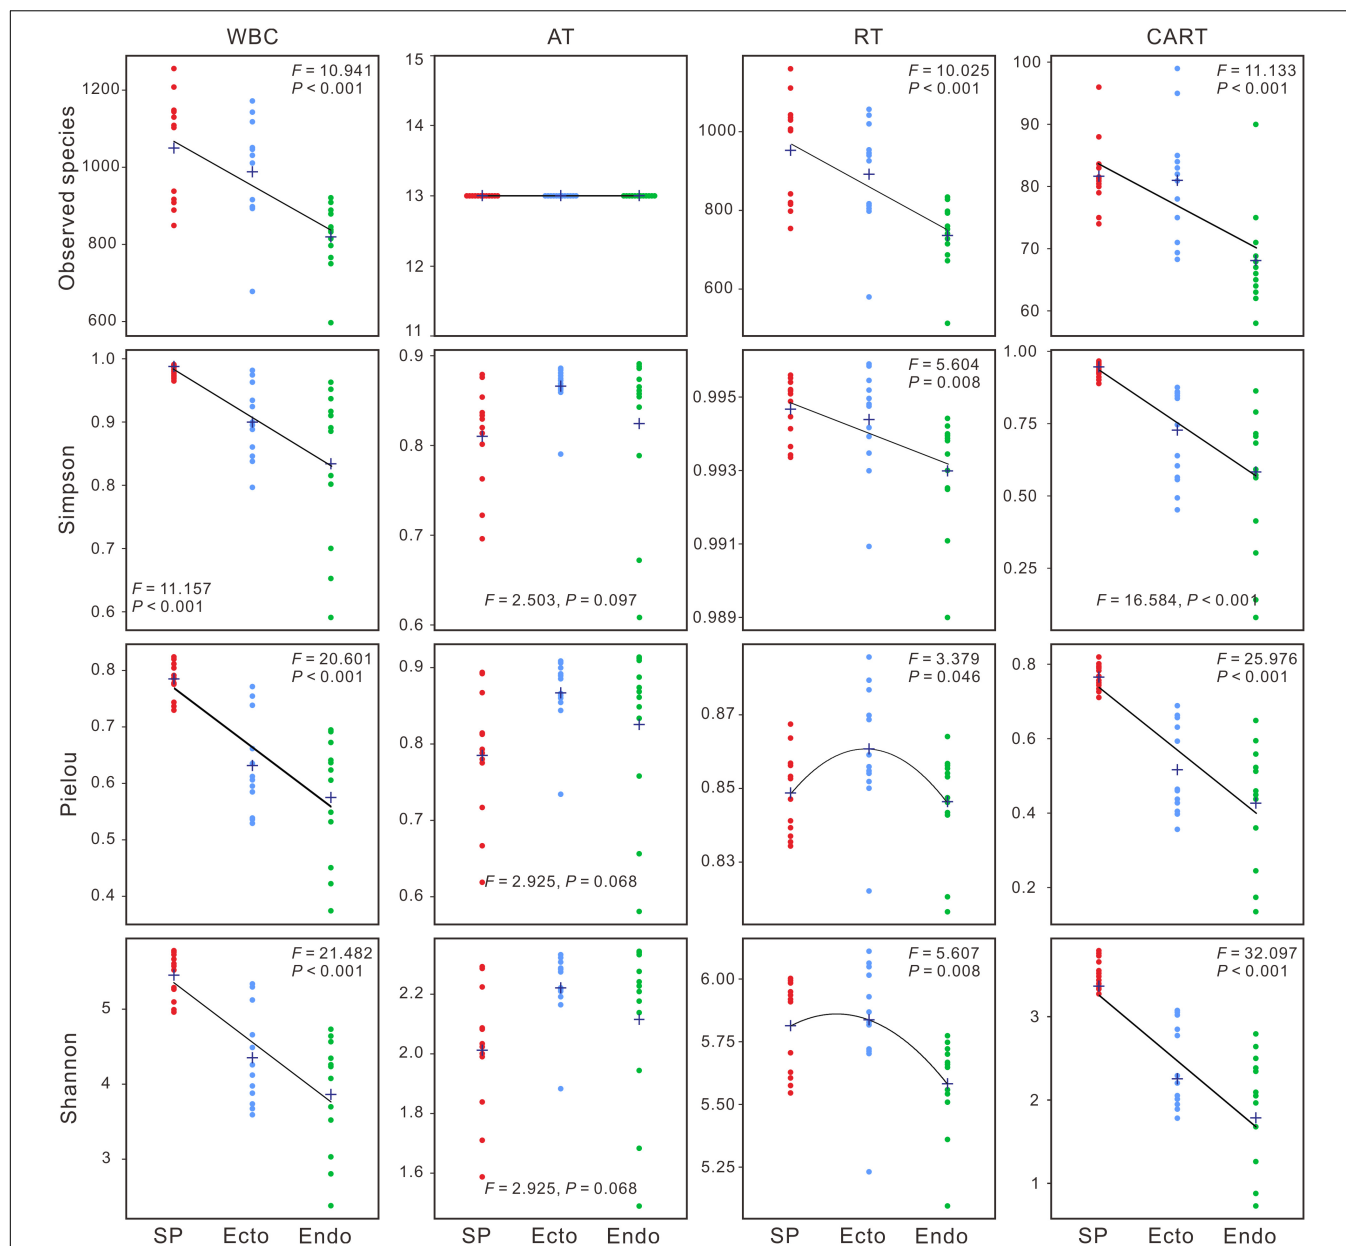 WBC AT RT CART
Observed species
1200
1000
800
600
F = 10.941
P < 0.001
15
14
13
12
11
1000
800
600
F = 10.025
P < 0.001
100
90
80
70
60
F = 11.133
P < 0.001
Simpson
1.0
0.9
0.8
0.7
0.6
F = 11.157
P < 0.001
0.9
0.8
0.7
0.6
F = 2.503, P = 0.097
0.995
0.993
0.991
0.989
F = 5.604
P = 0.008
1.00
0.75
0.50
0.25
F = 16.584, P < 0.001
Pielou
0.8
0.7
0.6
0.5
0.4
F = 20.601
P < 0.001
0.9
0.8
0.7
0.6
F = 2.925, P = 0.068
0.87
0.85
0.83
F = 3.379
P = 0.046
0.8
0.6
0.4
0.2
F = 25.976
P < 0.001
Shannon
5
4
3
F = 21.482
P < 0.001
2.2
2.0
1.8
1.6
F = 2.925, P = 0.068
6.00
5.75
5.50
5.25
F = 5.607
P = 0.008
3
2
1
F = 32.097
P < 0.001
SP Ecto Endo SP Ecto Endo SP Ecto Endo SP Ecto Endo